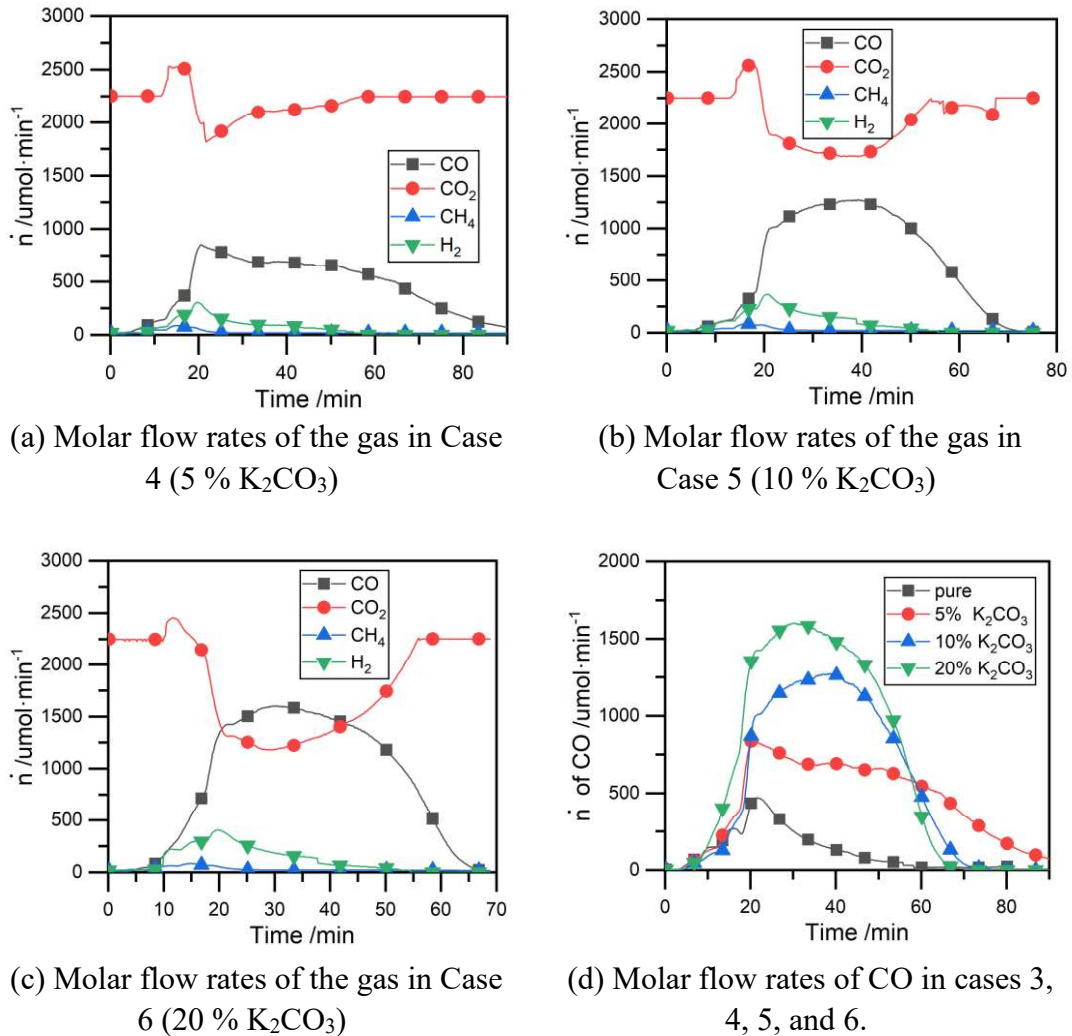 3000
2500
2000
1500
1000
500
0
ṅ /umol·min⁻¹
CO
CO₂
CH₄
H₂
0 20 40 60 80
Time /min
(a) Molar flow rates of the gas in Case
4 (5 % K₂CO₃)
3000
2500
2000
1500
1000
500
0
ṅ /umol·min⁻¹
CO
CO₂
CH₄
H₂
0 20 40 60 80
Time /min
(b) Molar flow rates of the gas in
Case 5 (10 % K₂CO₃)
3000
2500
2000
1500
1000
500
0
ṅ/umol·min⁻¹
CO
CO₂
CH₄
H₂
0 10 20 30 40 50 60 70
Time /min
(c) Molar flow rates of the gas in Case
6 (20 % K₂CO₃)
2000
1500
1000
500
0
ṅ of CO /umol·min⁻¹
pure
5% K₂CO₃
10% K₂CO₃
20% K₂CO₃
0 20 40 60 80
Time /min
(d) Molar flow rates of CO in cases 3,
4, 5, and 6.